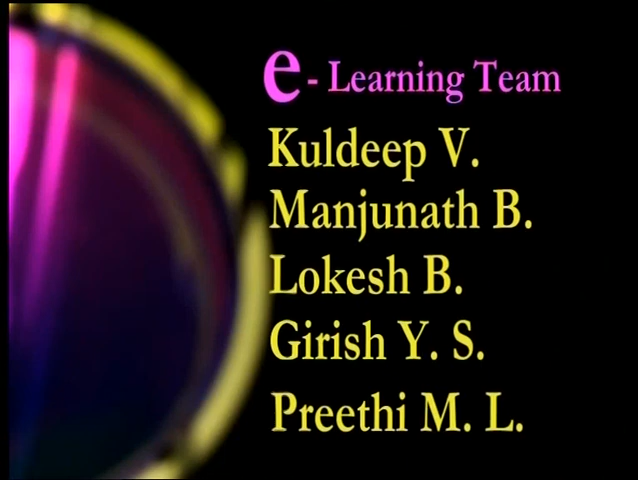 e- Learning Team
Kuldeep V.
Manjunath B.
Lokesh B.
Girish Y. S.
Preethi M. L.